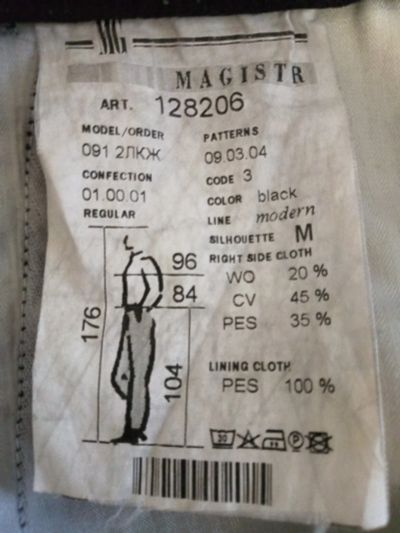 MAGISTR
ART. 128206
MODEL/ORDER
091 2ЛКЖ
CONFECTION
01.00.01
REGULAR
PATTERNS
09.03.04
CODE 3
COLOR black
LINE modern
SILHOUETTE M
RIGHT SIDE CLOTH
WO 20 %
CV 45 %
PES 35 %
LINING CLOTH
PES 100 %
176
96
84
104
30
P